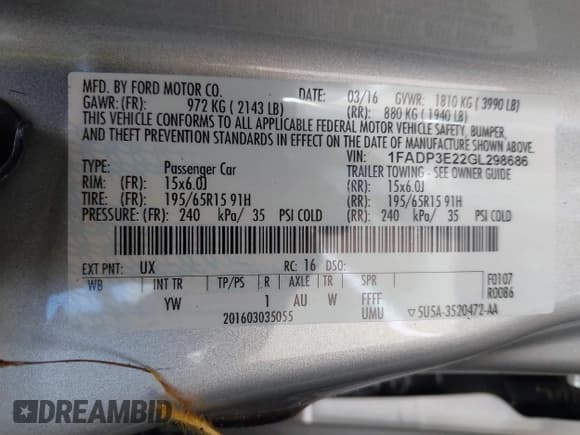 MFD. BY FORD MOTOR CO. DATE: 03/16 GVWR: 1810 KG ( 3990 LB)
GAWR: (FR): 972 KG ( 2143 LB) (RR): 880 KG ( 1940 LB)
THIS VEHICLE CONFORMS TO ALL APPLICABLE FEDERAL MOTOR VEHICLE SAFETY, BUMPER,
AND THEFT PREVENTION STANDARDS IN EFFECT ON THE DATE OF MANUFACTURE SHOWN ABOVE.
VIN: 1FADP3E22GL298686
TYPE: Passenger Car TRAILER TOWING - SEE OWNER GUIDE
RIM: (FR): 15x6.0J (RR): 15x6.0J
TIRE: (FR): 195/65R15 91H (RR): 195/65R15 91H
PRESSURE: (FR): 240 kPa/ 35 PSI COLD (RR): 240 kPa/ 35 PSI COLD
EXT PNT: UX RC: 16 DSO: F0107
WB INT TR TP/PS R AXLE TR SPR R0086
YW 1 AU W FFFF
201603035055 UMU ▽5U5A-3520472-AA
DREAMBID